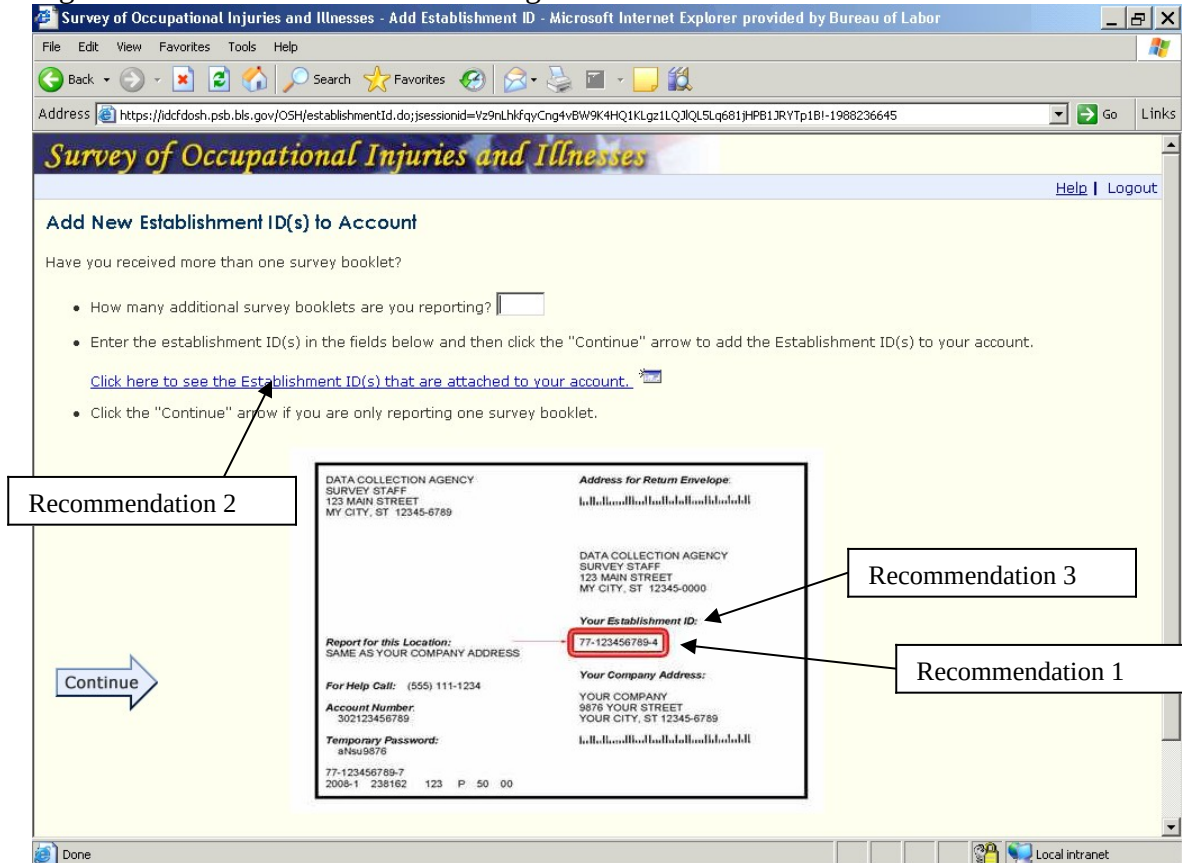 Survey of Occupational Injuries and Illnesses - Add Establishment ID - Microsoft Internet Explorer provided by Bureau of Labor
File Edit View Favorites Tools Help
Back Search Favorites
Address https://idcfdosh.psb.bls.gov/OSH/establishmentId.do;jsessionid=Vz9nLhkfqyCng4vBW9K4HQ1KLgz1LQJlQL5Lq681jHPB1JRYTp1B!-1988236645 Go Links
Survey of Occupational Injuries and Illnesses
Help | Logout
Add New Establishment ID(s) to Account
Have you received more than one survey booklet?
• How many additional survey booklets are you reporting?
• Enter the establishment ID(s) in the fields below and then click the "Continue" arrow to add the Establishment ID(s) to your account.
Click here to see the Establishment ID(s) that are attached to your account.
• Click the "Continue" arrow if you are only reporting one survey booklet.
Recommendation 2
DATA COLLECTION AGENCY
SURVEY STAFF
123 MAIN STREET
MY CITY, ST 12345-6789
Address for Return Envelope:
DATA COLLECTION AGENCY
SURVEY STAFF
123 MAIN STREET
MY CITY, ST 12345-0000
Recommendation 3
Your Establishment ID:
77-123456789-4
Recommendation 1
Report for this Location:
SAME AS YOUR COMPANY ADDRESS
Your Company Address:
YOUR COMPANY
9876 YOUR STREET
YOUR CITY, ST 12345-6789
Continue
For Help Call: (555) 111-1234
Account Number:
302123456789
Temporary Password:
aNsu9876
77-123456789-7
2008-1 238162 123 P 50 00
Done
Local intranet